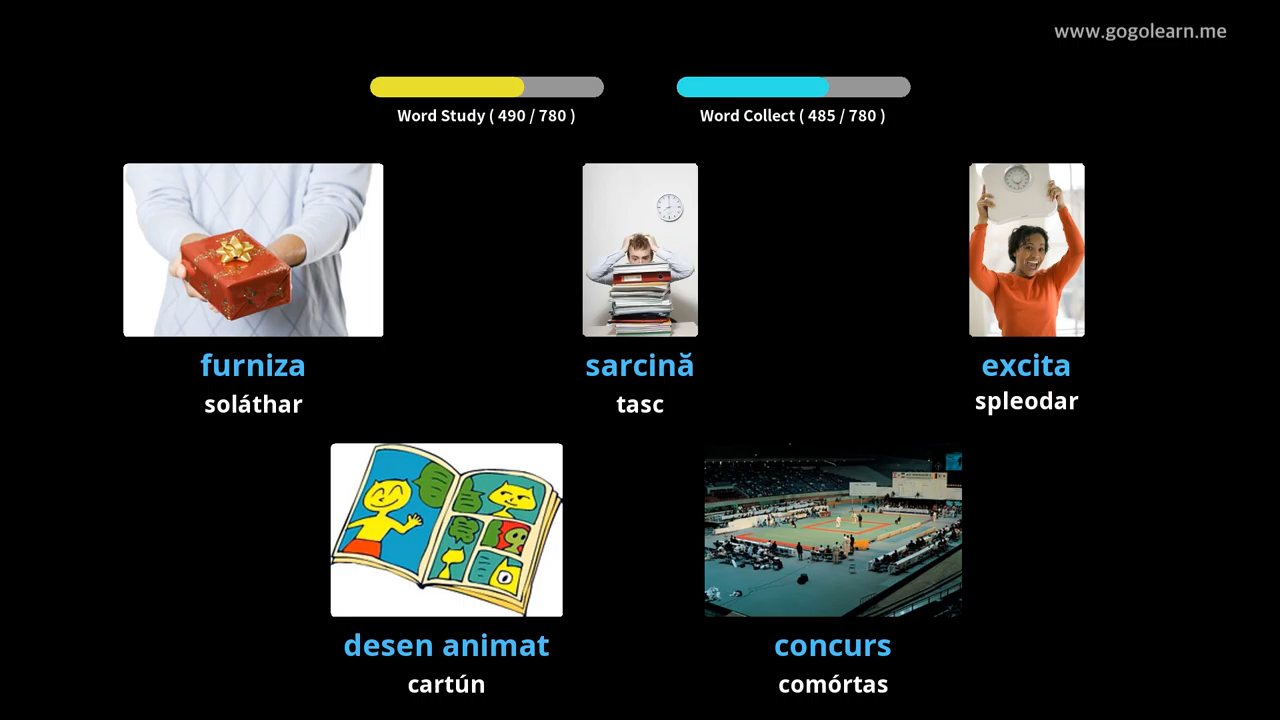 www.gogolearn.me
Word Study ( 490 / 780 )
Word Collect ( 485 / 780 )
furniza
sarcină
excita
soláthar
tasc
spleodar
desen animat
concurs
cartún
comórtas